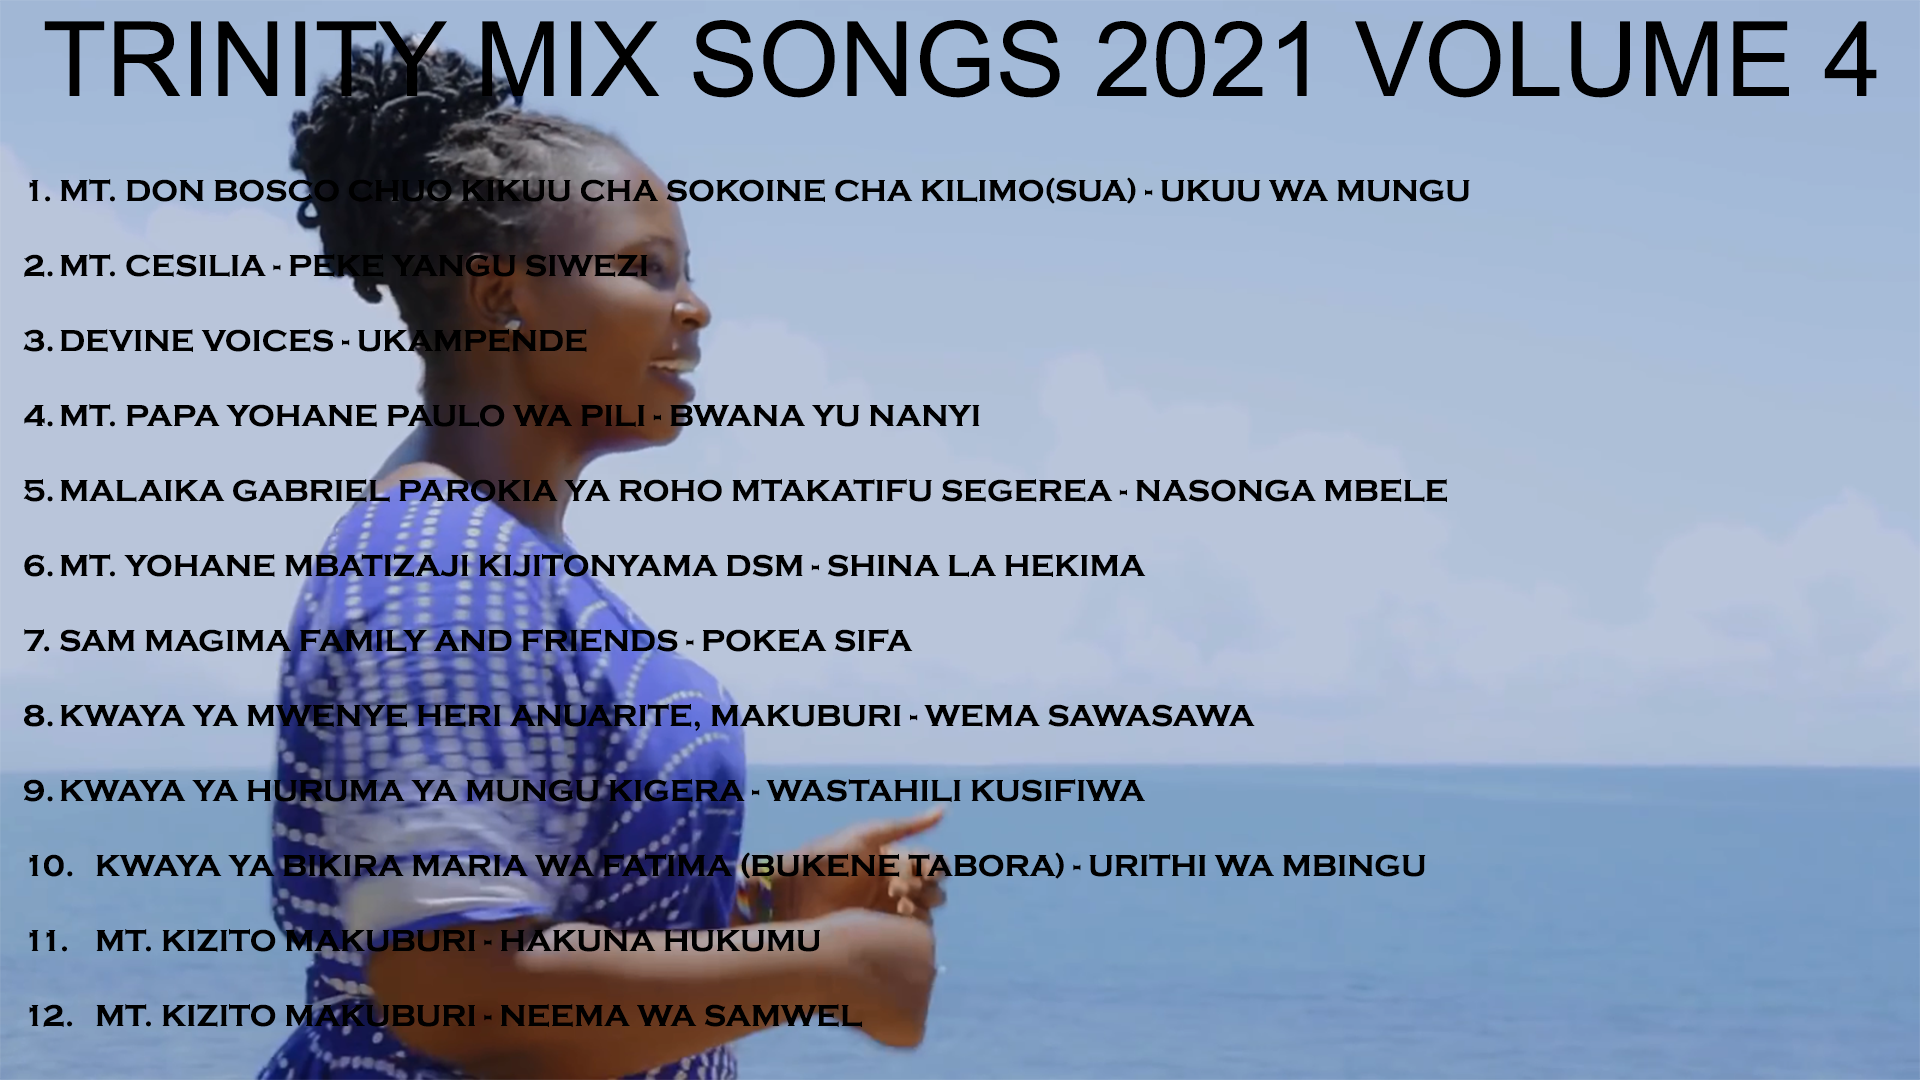 TRINITY MIX SONGS 2021 VOLUME 4
1. MT. DON BOSCO CHUO KIKUU CHA SOKOINE CHA KILIMO(SUA) - UKUU WA MUNGU
2. MT. CESILIA - PEKE YANGU SIWEZI
3. DEVINE VOICES - UKAMPENDE
4. MT. PAPA YOHANE PAULO WA PILI - BWANA YU NANYI
5. MALAIKA GABRIEL PAROKIA YA ROHO MTAKATIFU SEGEREA - NASONGA MBELE
6. MT. YOHANE MBATIZAJI KIJITONYAMA DSM - SHINA LA HEKIMA
7. SAM MAGIMA FAMILY AND FRIENDS - POKEA SIFA
8. KWAYA YA MWENYE HERI ANUARITE, MAKUBURI - WEMA SAWASAWA
9. KWAYA YA HURUMA YA MUNGU KIGERA - WASTAHILI KUSIFIWA
10. KWAYA YA BIKIRA MARIA WA FATIMA (BUKENE TABORA) - URITHI WA MBINGU
11. MT. KIZITO MAKUBURI - HAKUNA HUKUMU
12. MT. KIZITO MAKUBURI - NEEMA WA SAMWEL